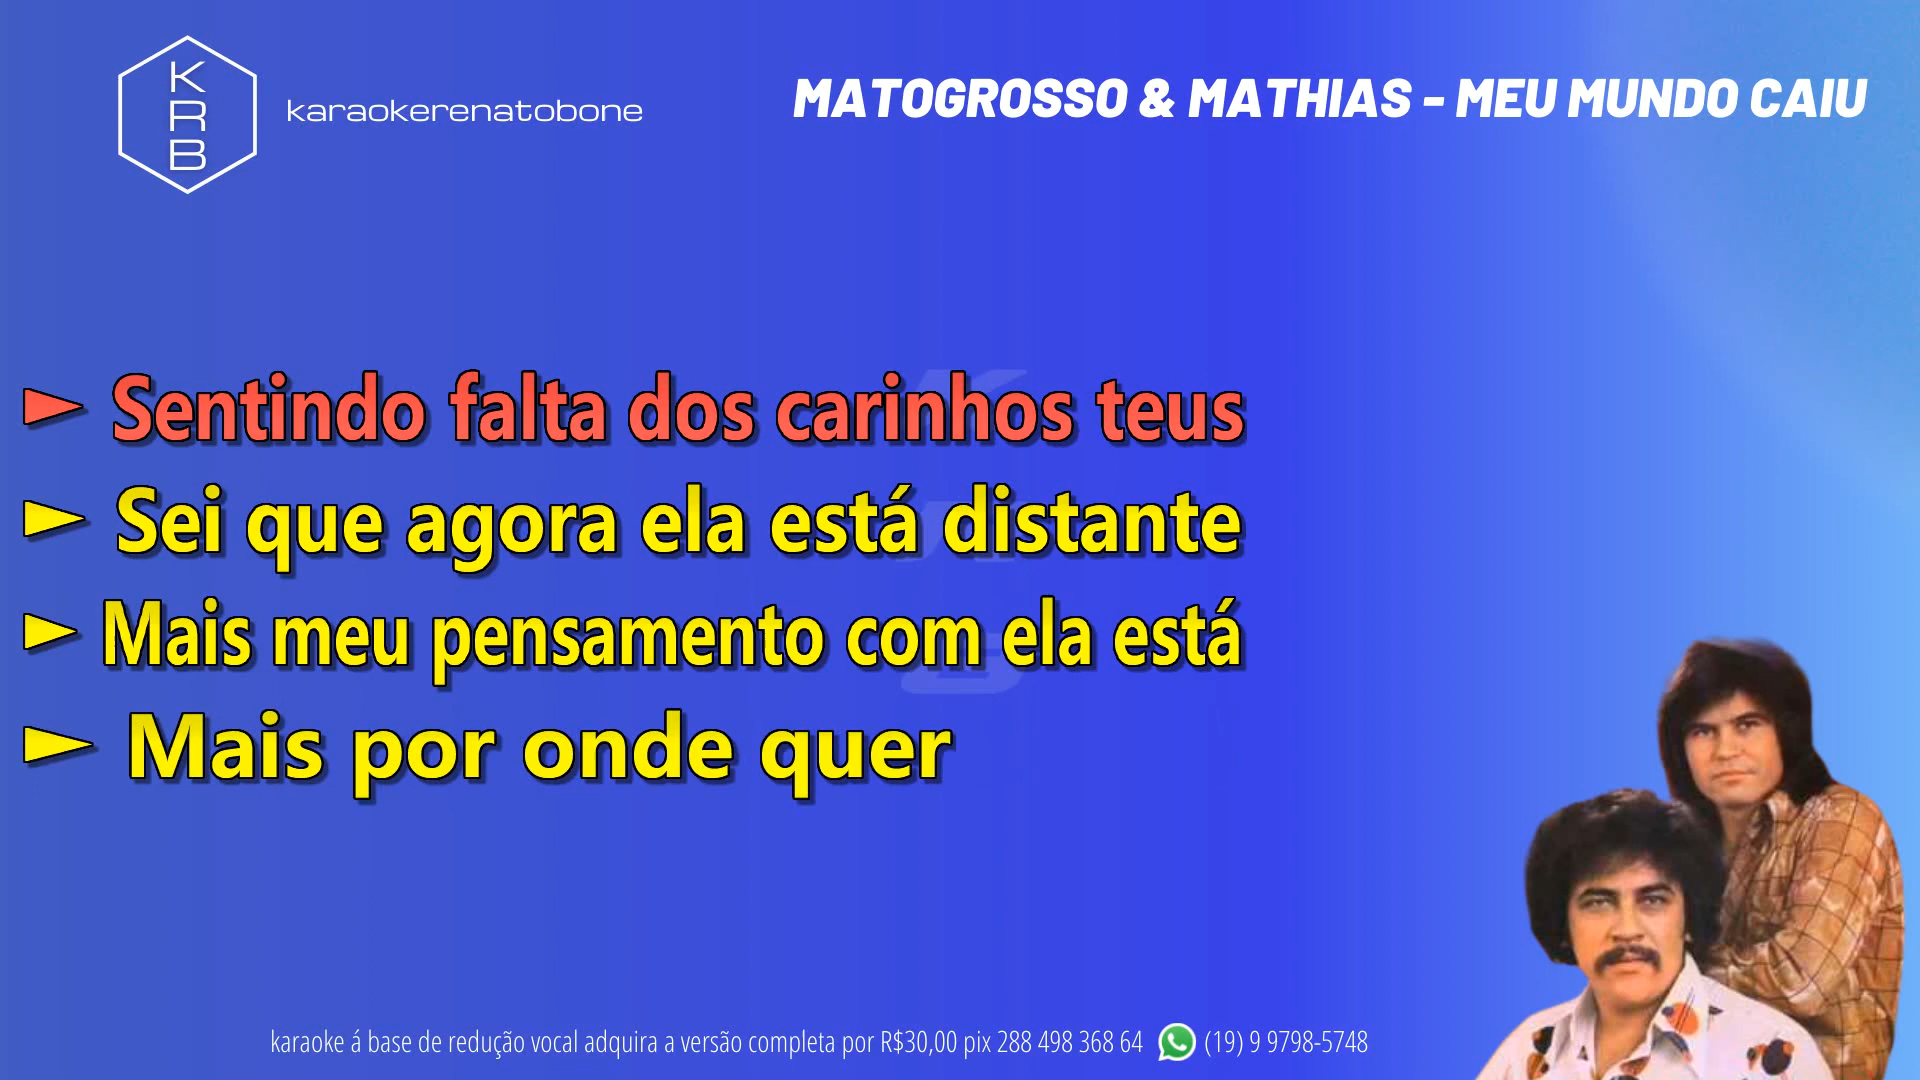 K
R
B
karaokerenatobone
MATOGROSSO & MATHIAS - MEU MUNDO CAIU
► Sentindo falta dos carinhos teus
► Sei que agora ela está distante
► Mais meu pensamento com ela está
► Mais por onde quer
karaoke á base de redução vocal adquira a versão completa por R$30,00 pix 288 498 368 64 (19) 9 9798-5748